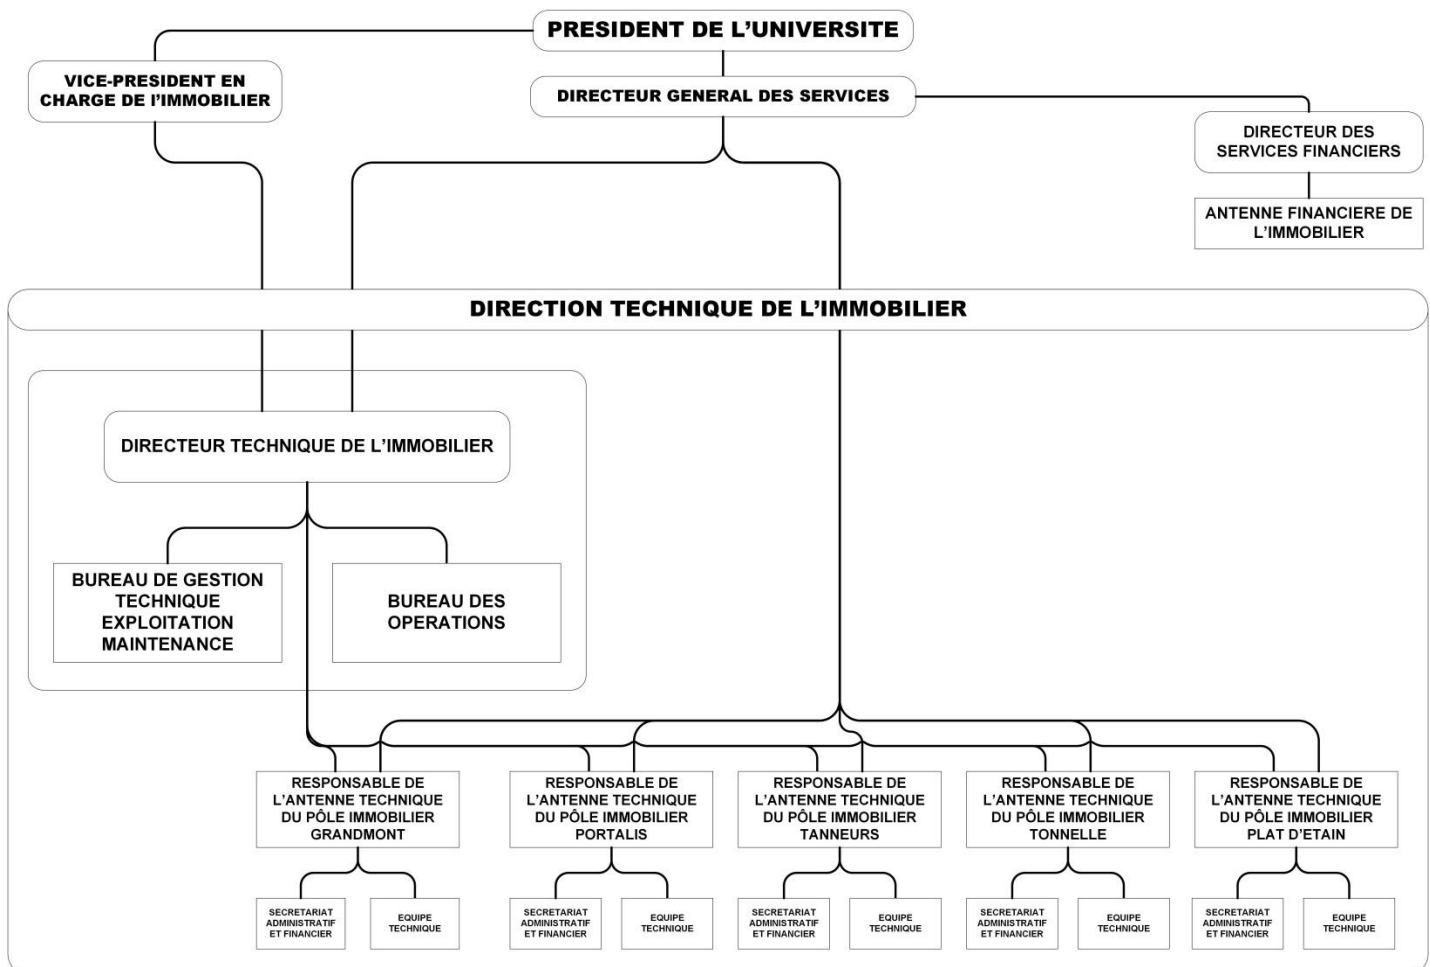 PRESIDENT DE L’UNIVERSITE
VICE-PRESIDENT EN
CHARGE DE l’IMMOBILIER
DIRECTEUR GENERAL DES SERVICES
DIRECTEUR DES
SERVICES FINANCIERS
ANTENNE FINANCIERE DE
L’IMMOBILIER
DIRECTION TECHNIQUE DE L’IMMOBILIER
DIRECTEUR TECHNIQUE DE L’IMMOBILIER
BUREAU DE GESTION
TECHNIQUE
EXPLOITATION
MAINTENANCE
BUREAU DES
OPERATIONS
RESPONSABLE DE
L’ANTENNE TECHNIQUE
DU PÔLE IMMOBILIER
GRANDMONT
RESPONSABLE DE
L’ANTENNE TECHNIQUE
DU PÔLE IMMOBILIER
PORTALIS
RESPONSABLE DE
L’ANTENNE TECHNIQUE
DU PÔLE IMMOBILIER
TANNEURS
RESPONSABLE DE
L’ANTENNE TECHNIQUE
DU PÔLE IMMOBILIER
TONNELLE
RESPONSABLE DE
L’ANTENNE TECHNIQUE
DU PÔLE IMMOBILIER
PLAT D’ETAIN
SECRETARIAT
ADMINISTRATIF
ET FINANCIER
EQUIPE
TECHNIQUE
SECRETARIAT
ADMINISTRATIF
ET FINANCIER
EQUIPE
TECHNIQUE
SECRETARIAT
ADMINISTRATIF
ET FINANCIER
EQUIPE
TECHNIQUE
SECRETARIAT
ADMINISTRATIF
ET FINANCIER
EQUIPE
TECHNIQUE
SECRETARIAT
ADMINISTRATIF
ET FINANCIER
EQUIPE
TECHNIQUE